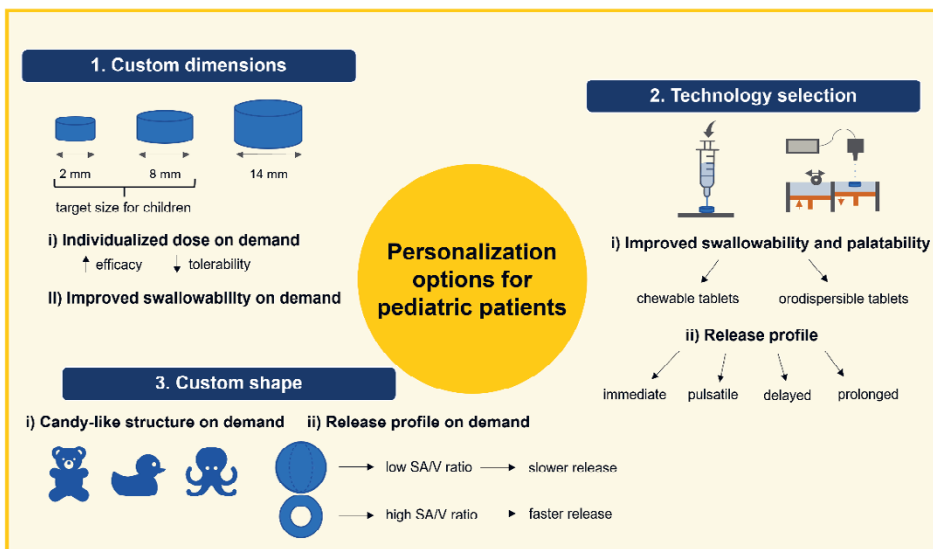 1. Custom dimensions
2 mm
8 mm
14 mm
target size for children
i) Individualized dose on demand
efficacy
tolerability
II) Improved swallowability on demand
Personalization
options for
pediatric patients
2. Technology selection
i) Improved swallowability and palatability
chewable tablets
orodispersible tablets
ii) Release profile
immediate
pulsatile
delayed
prolonged
3. Custom shape
i) Candy-like structure on demand
ii) Release profile on demand
low SA/V ratio
slower release
high SA/V ratio
faster release